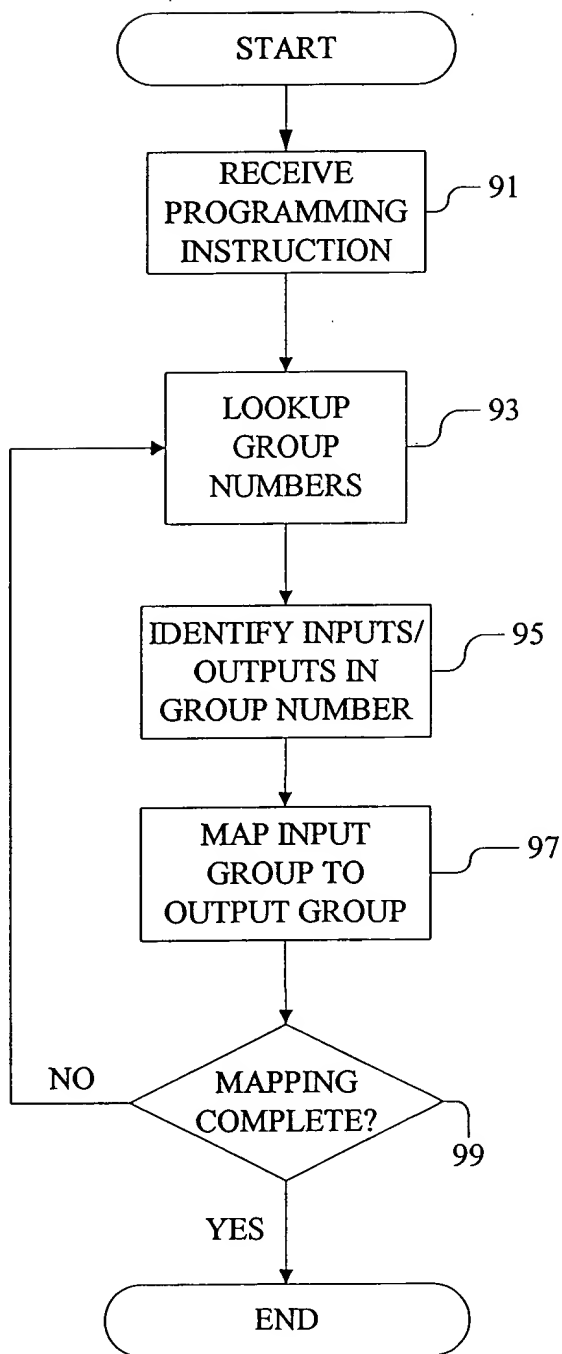 START
RECEIVE
PROGRAMMING
INSTRUCTION
91
LOOKUP
GROUP
NUMBERS
93
IDENTIFY INPUTS/
OUTPUTS IN
GROUP NUMBER
95
MAP INPUT
GROUP TO
OUTPUT GROUP
97
NO
MAPPING
COMPLETE?
99
YES
END